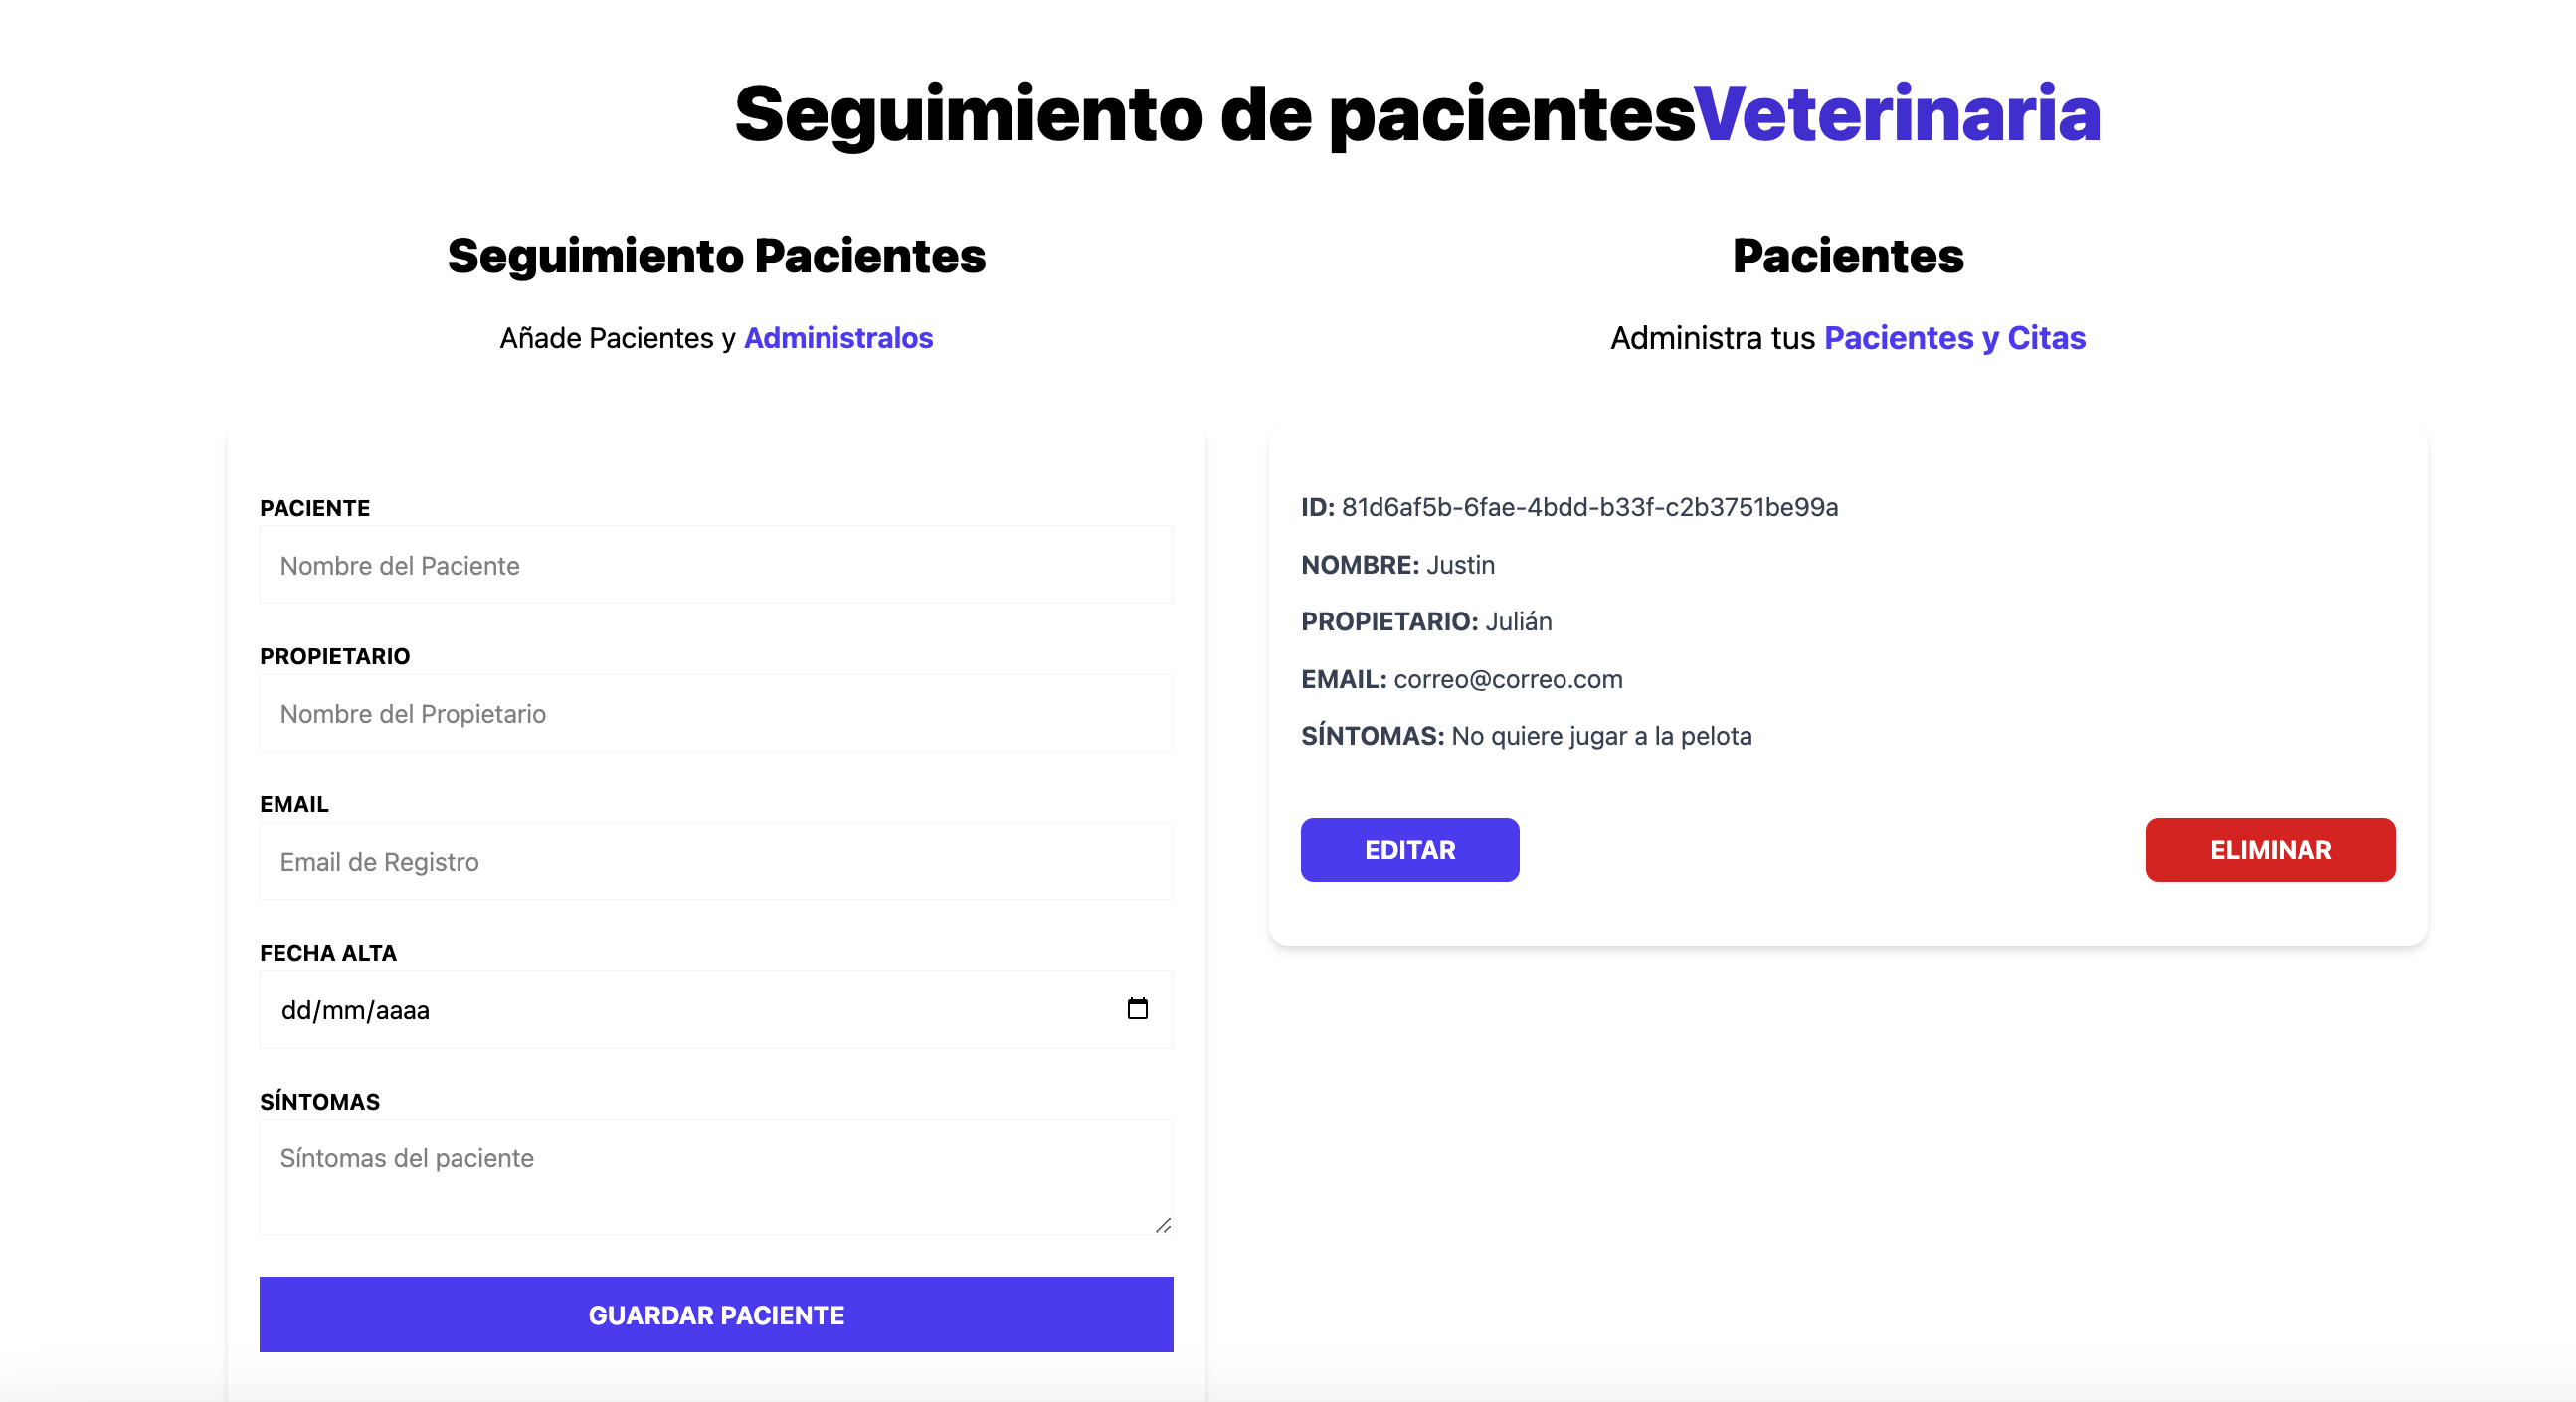 Seguimiento de pacientesVeterinaria
Seguimiento Pacientes
Añade Pacientes y Administralos
PACIENTE
Nombre del Paciente
PROPIETARIO
Nombre del Propietario
EMAIL
Email de Registro
FECHA ALTA
dd/mm/aaaa
SÍNTOMAS
Síntomas del paciente
GUARDAR PACIENTE
Pacientes
Administra tus Pacientes y Citas
ID: 81d6af5b-6fae-4bdd-b33f-c2b3751be99a
NOMBRE: Justin
PROPIETARIO: Julián
EMAIL: correo@correo.com
SÍNTOMAS: No quiere jugar a la pelota
EDITAR
ELIMINAR